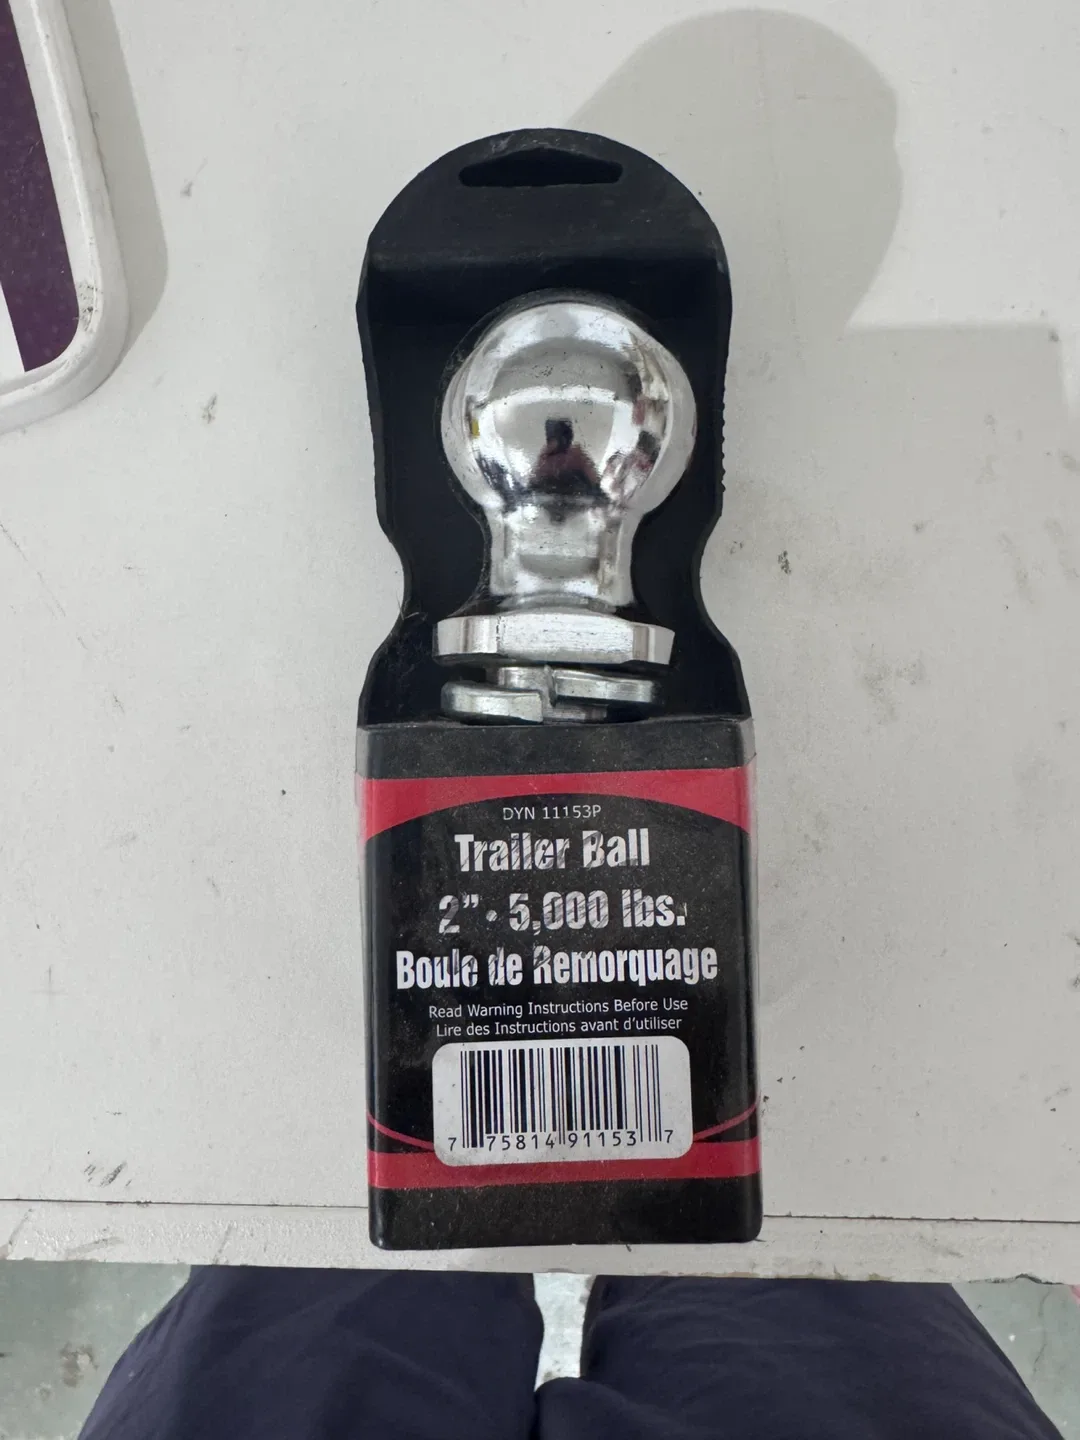 DYN 11153P
Trailer Ball
2” • 5,000 lbs.
Boule de Remorquage
Read Warning Instructions Before Use
Lire des Instructions avant d’utiliser
7 75814 91153 7